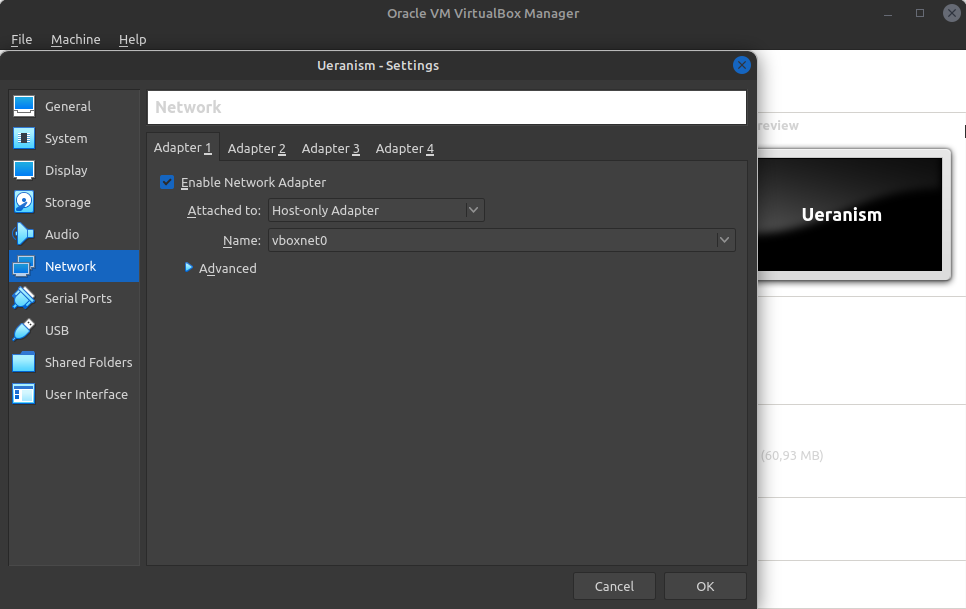 Oracle VM VirtualBox Manager
File Machine Help
Ueranism - Settings
General
System
Display
Storage
Audio
Network
Serial Ports
USB
Shared Folders
User Interface
Network
Adapter 1 Adapter 2 Adapter 3 Adapter 4
Enable Network Adapter
Attached to: Host-only Adapter
Name: vboxnet0
Advanced
Cancel OK
review
Ueranism
(60,93 MB)